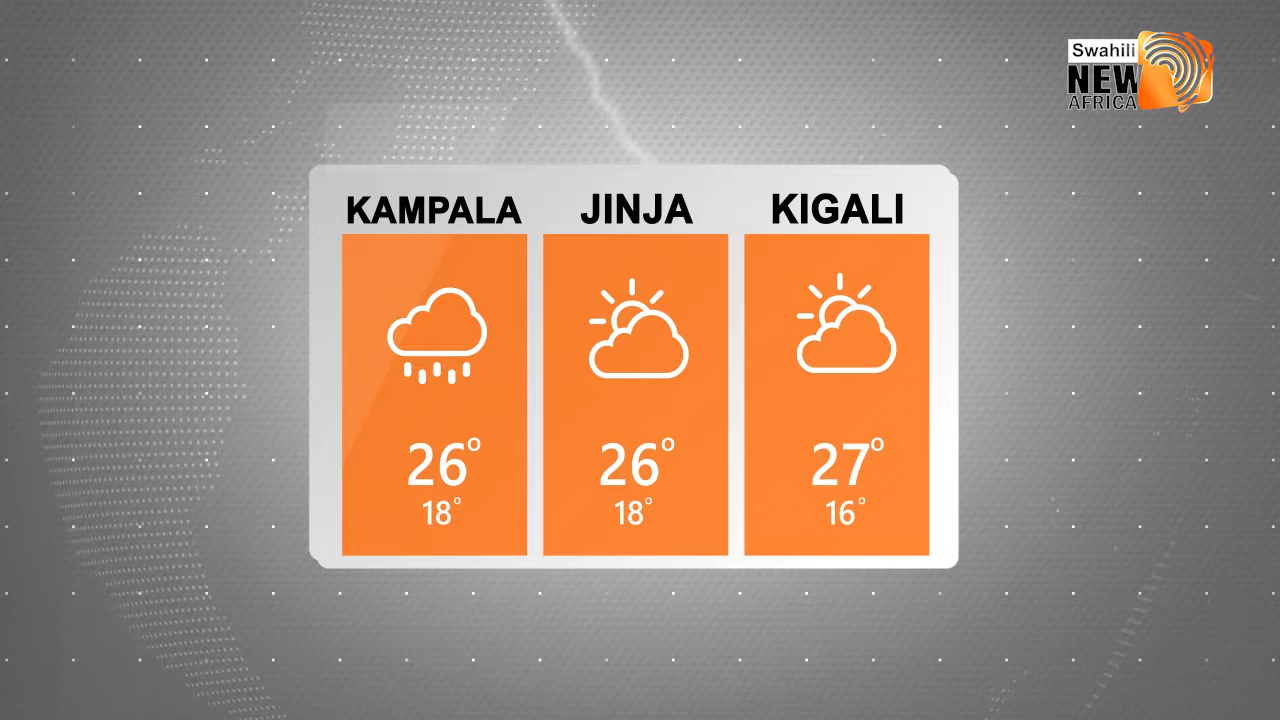 Swahili
NEW
AFRICA
KAMPALA JINJA KIGALI
26° 26° 27°
18° 18° 16°